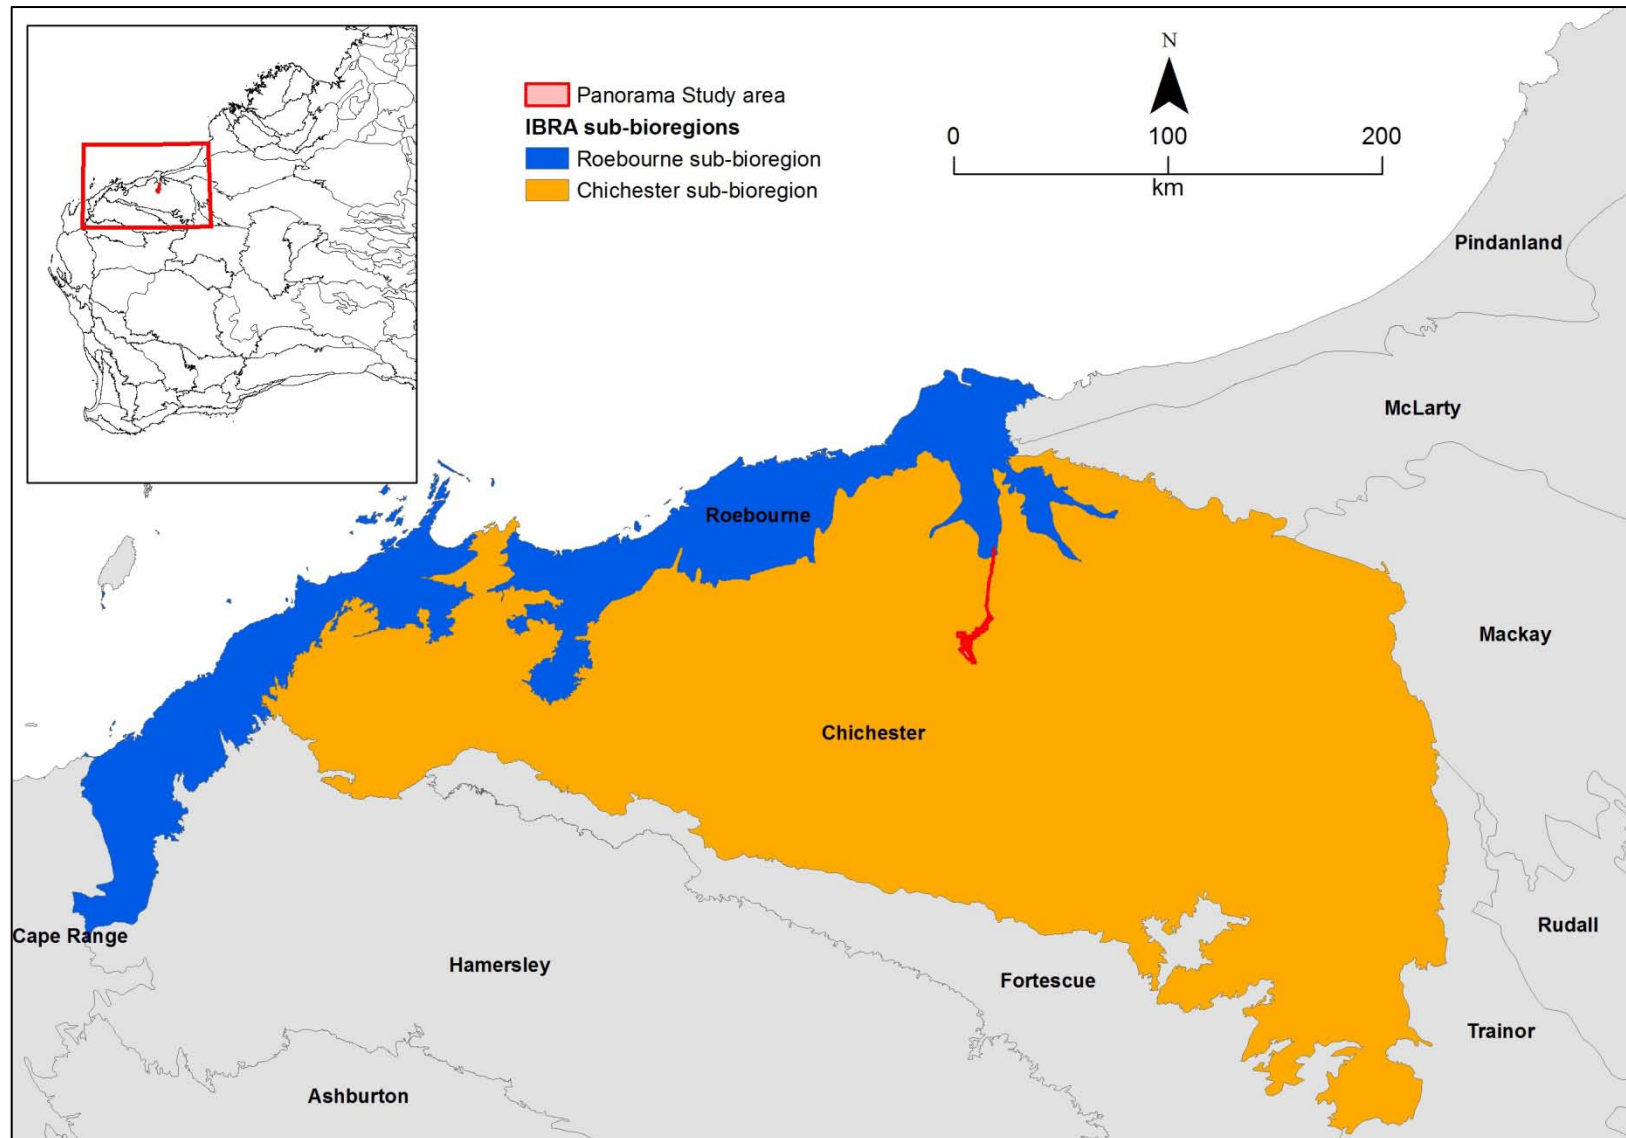 Panorama Study area
IBRA sub-bioregions
Roebourne sub-bioregion
Chichester sub-bioregion
N
0 100 200
km
Pindanland
McLarty
Roebourne
Mackay
Chichester
Cape Range
Rudall
Hamersley
Fortescue
Trainor
Ashburton